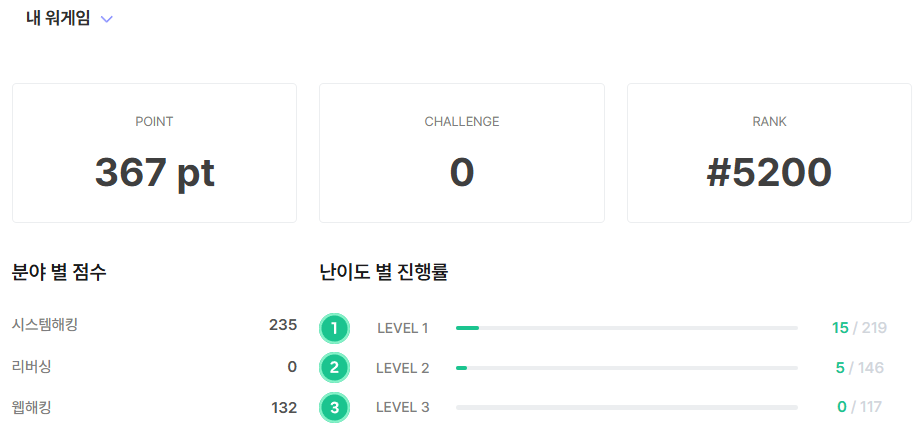 내 워게임
POINT
367 pt
CHALLENGE
0
RANK
#5200
분야 별 점수
시스템해킹 235
리버싱 0
웹해킹 132
난이도 별 진행률
1 LEVEL 1 15 / 219
2 LEVEL 2 5 / 146
3 LEVEL 3 0 / 117